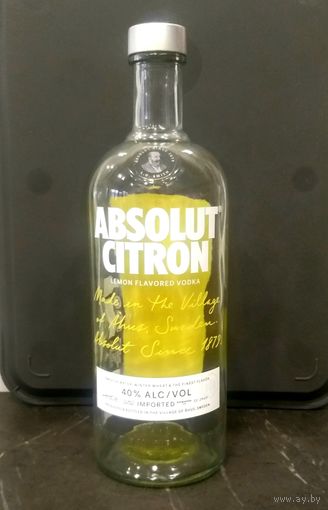 ABSOLUT
CITRON
LEMON FLAVORED VODKA
Made in the Village
of Åhus, Sweden.
Absolut Since 1879.
40% ALC/VOL
IMPORTED
www.ay.by